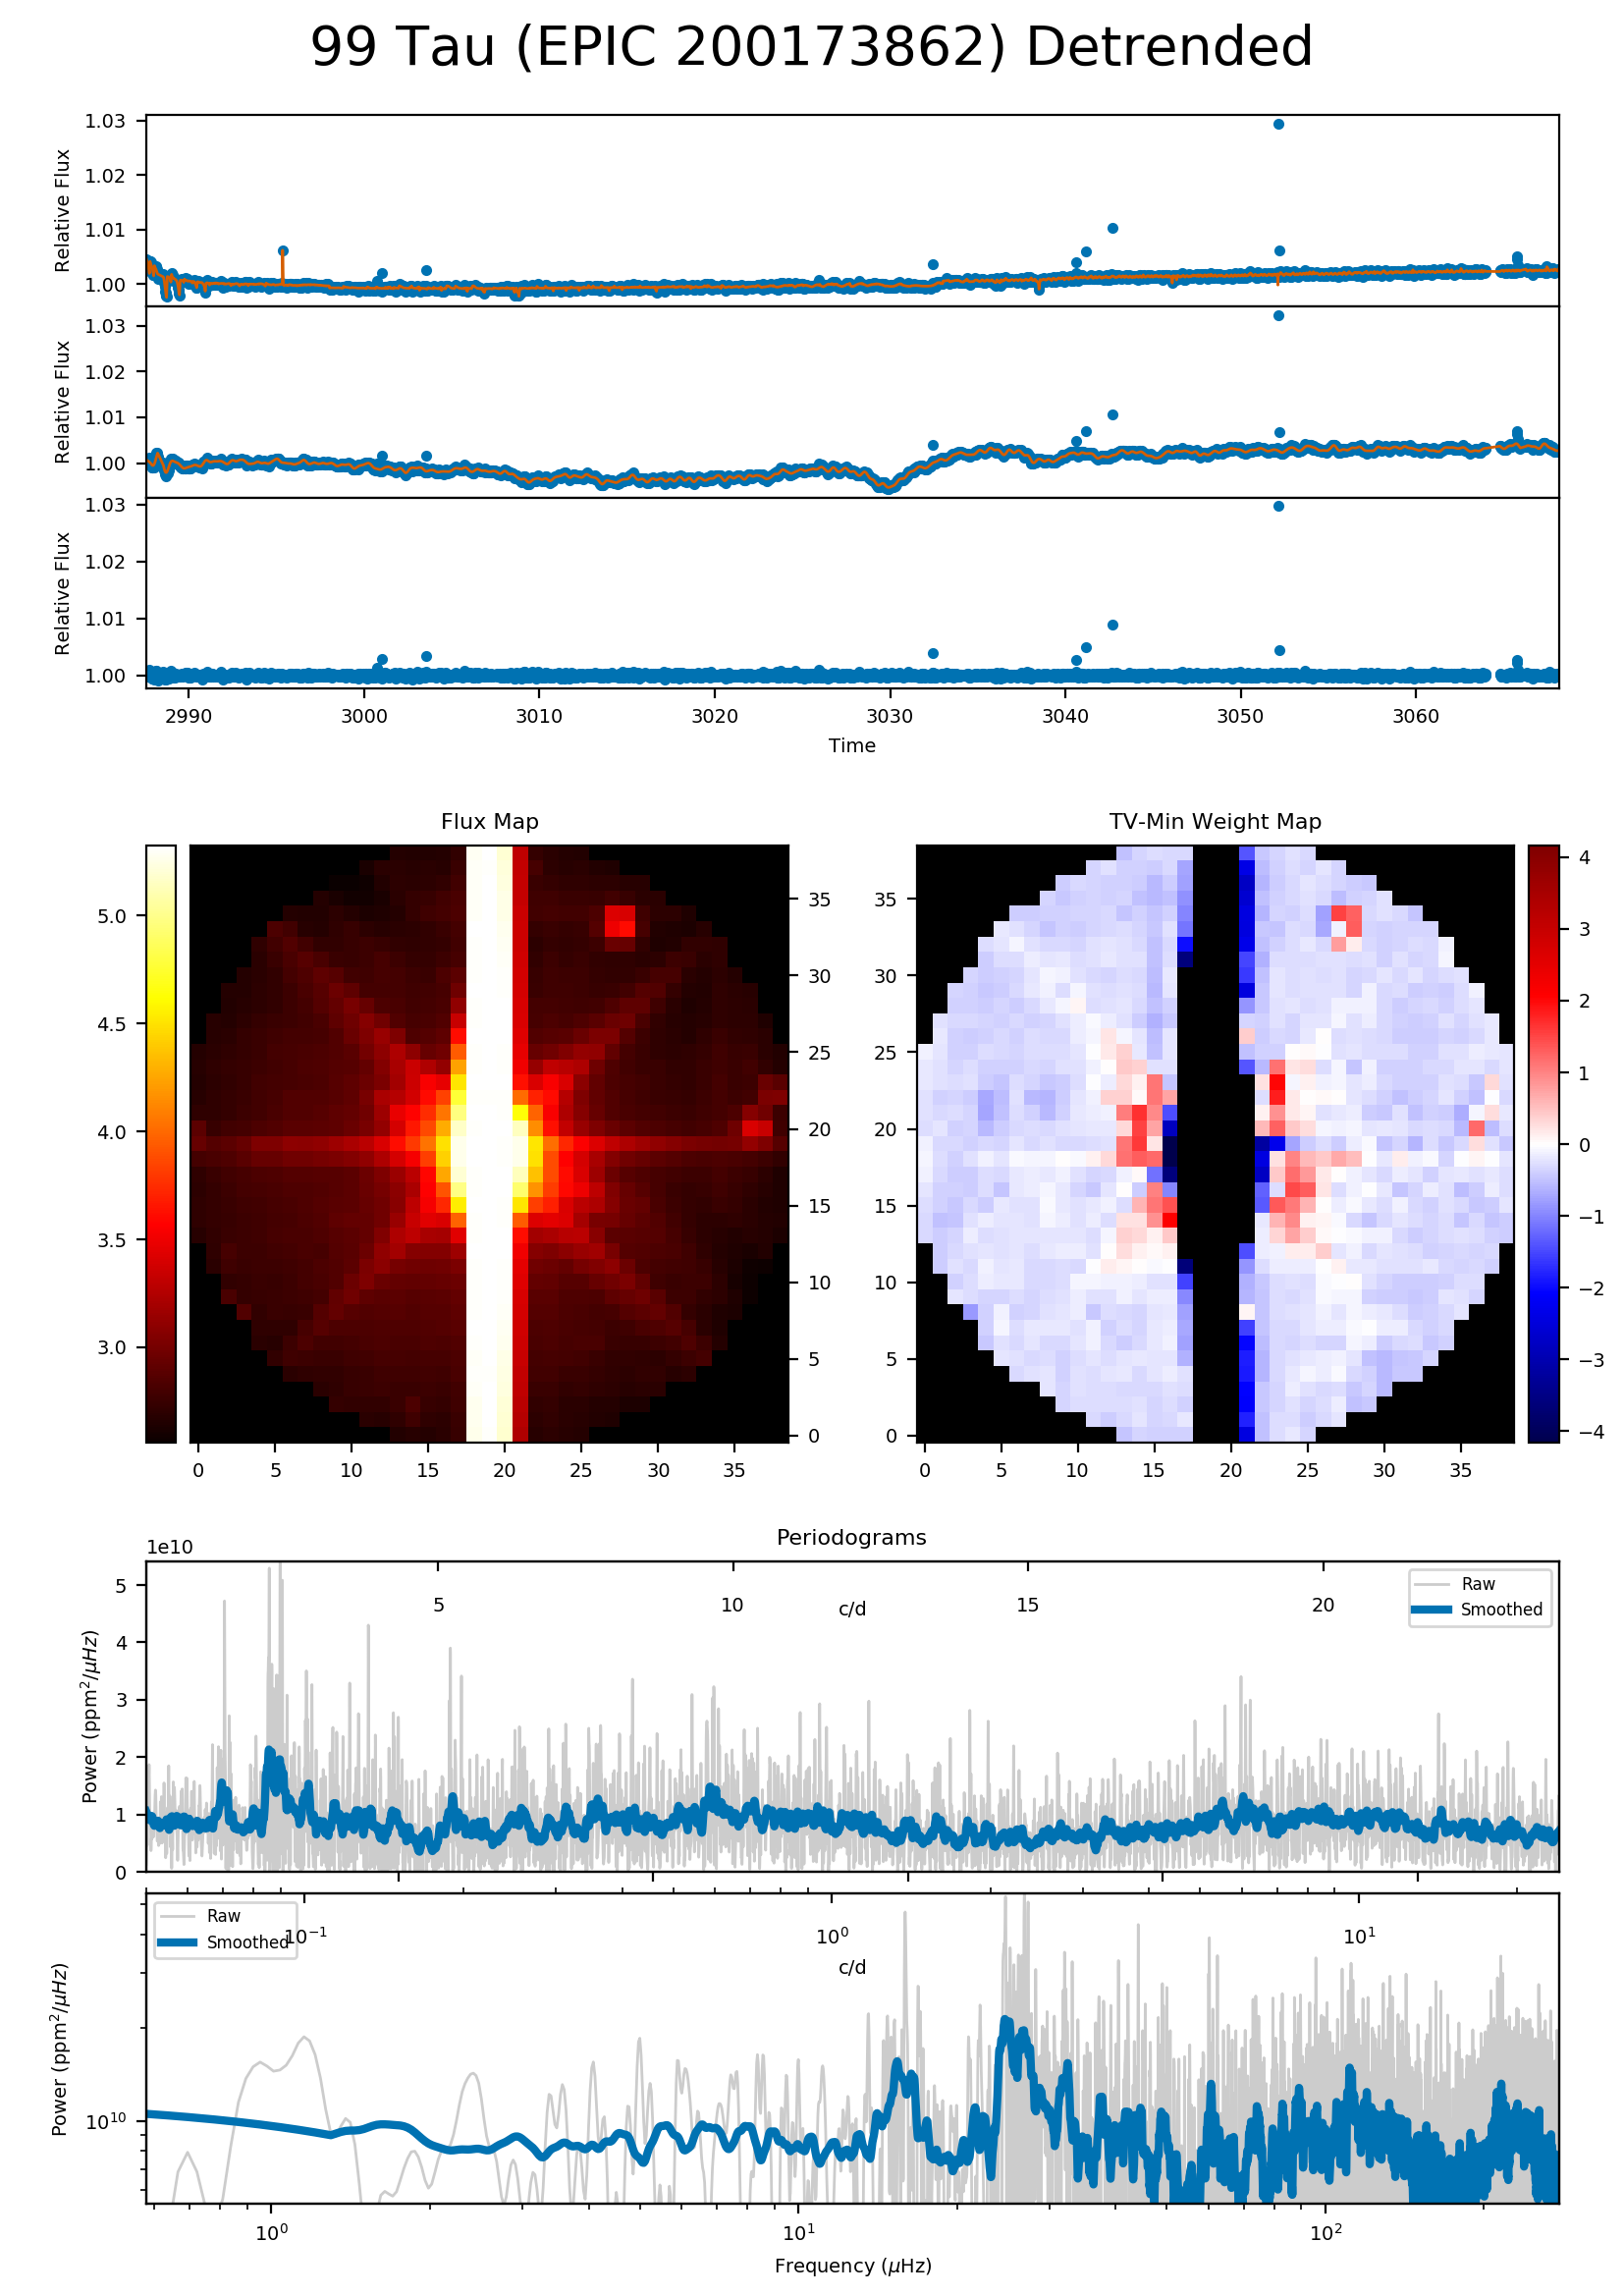 99 Tau (EPIC 200173862) Detrended
Relative Flux
1.03
1.02
1.01
1.00
Relative Flux
1.03
1.02
1.01
1.00
Relative Flux
1.03
1.02
1.01
1.00
2990 3000 3010 3020 3030 3040 3050 3060
Time
Flux Map
5.0
4.5
4.0
3.5
3.0
35
30
25
20
15
10
5
0
0 5 10 15 20 25 30 35
TV-Min Weight Map
35
30
25
20
15
10
5
0
0 5 10 15 20 25 30 35
4
3
2
1
0
−1
−2
−3
−4
Periodograms
1e10
Power (ppm²/μHz)
5
4
3
2
1
0
5 10 15 20
c/d
Raw
Smoothed
Power (ppm²/μHz)
10¹⁰
Raw
Smoothed
10⁻¹ 10⁰ 10¹
c/d
10⁰ 10¹ 10²
Frequency (μHz)